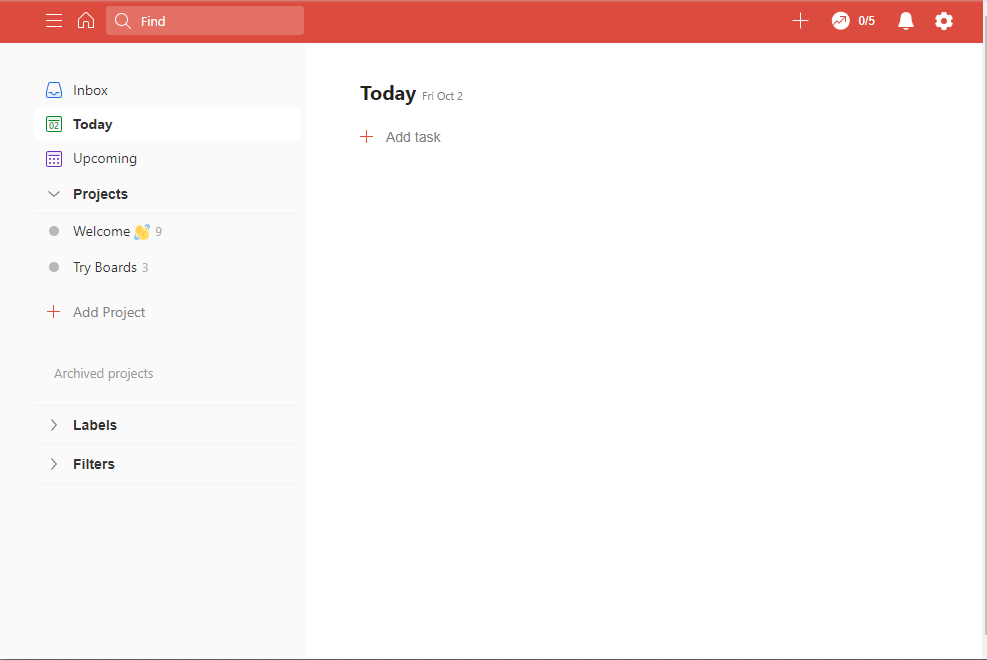 Find
0/5
Inbox
02
Today
Upcoming
Projects
Welcome 👋 9
Try Boards 3
Add Project
Archived projects
Labels
Filters
Today Fri Oct 2
Add task